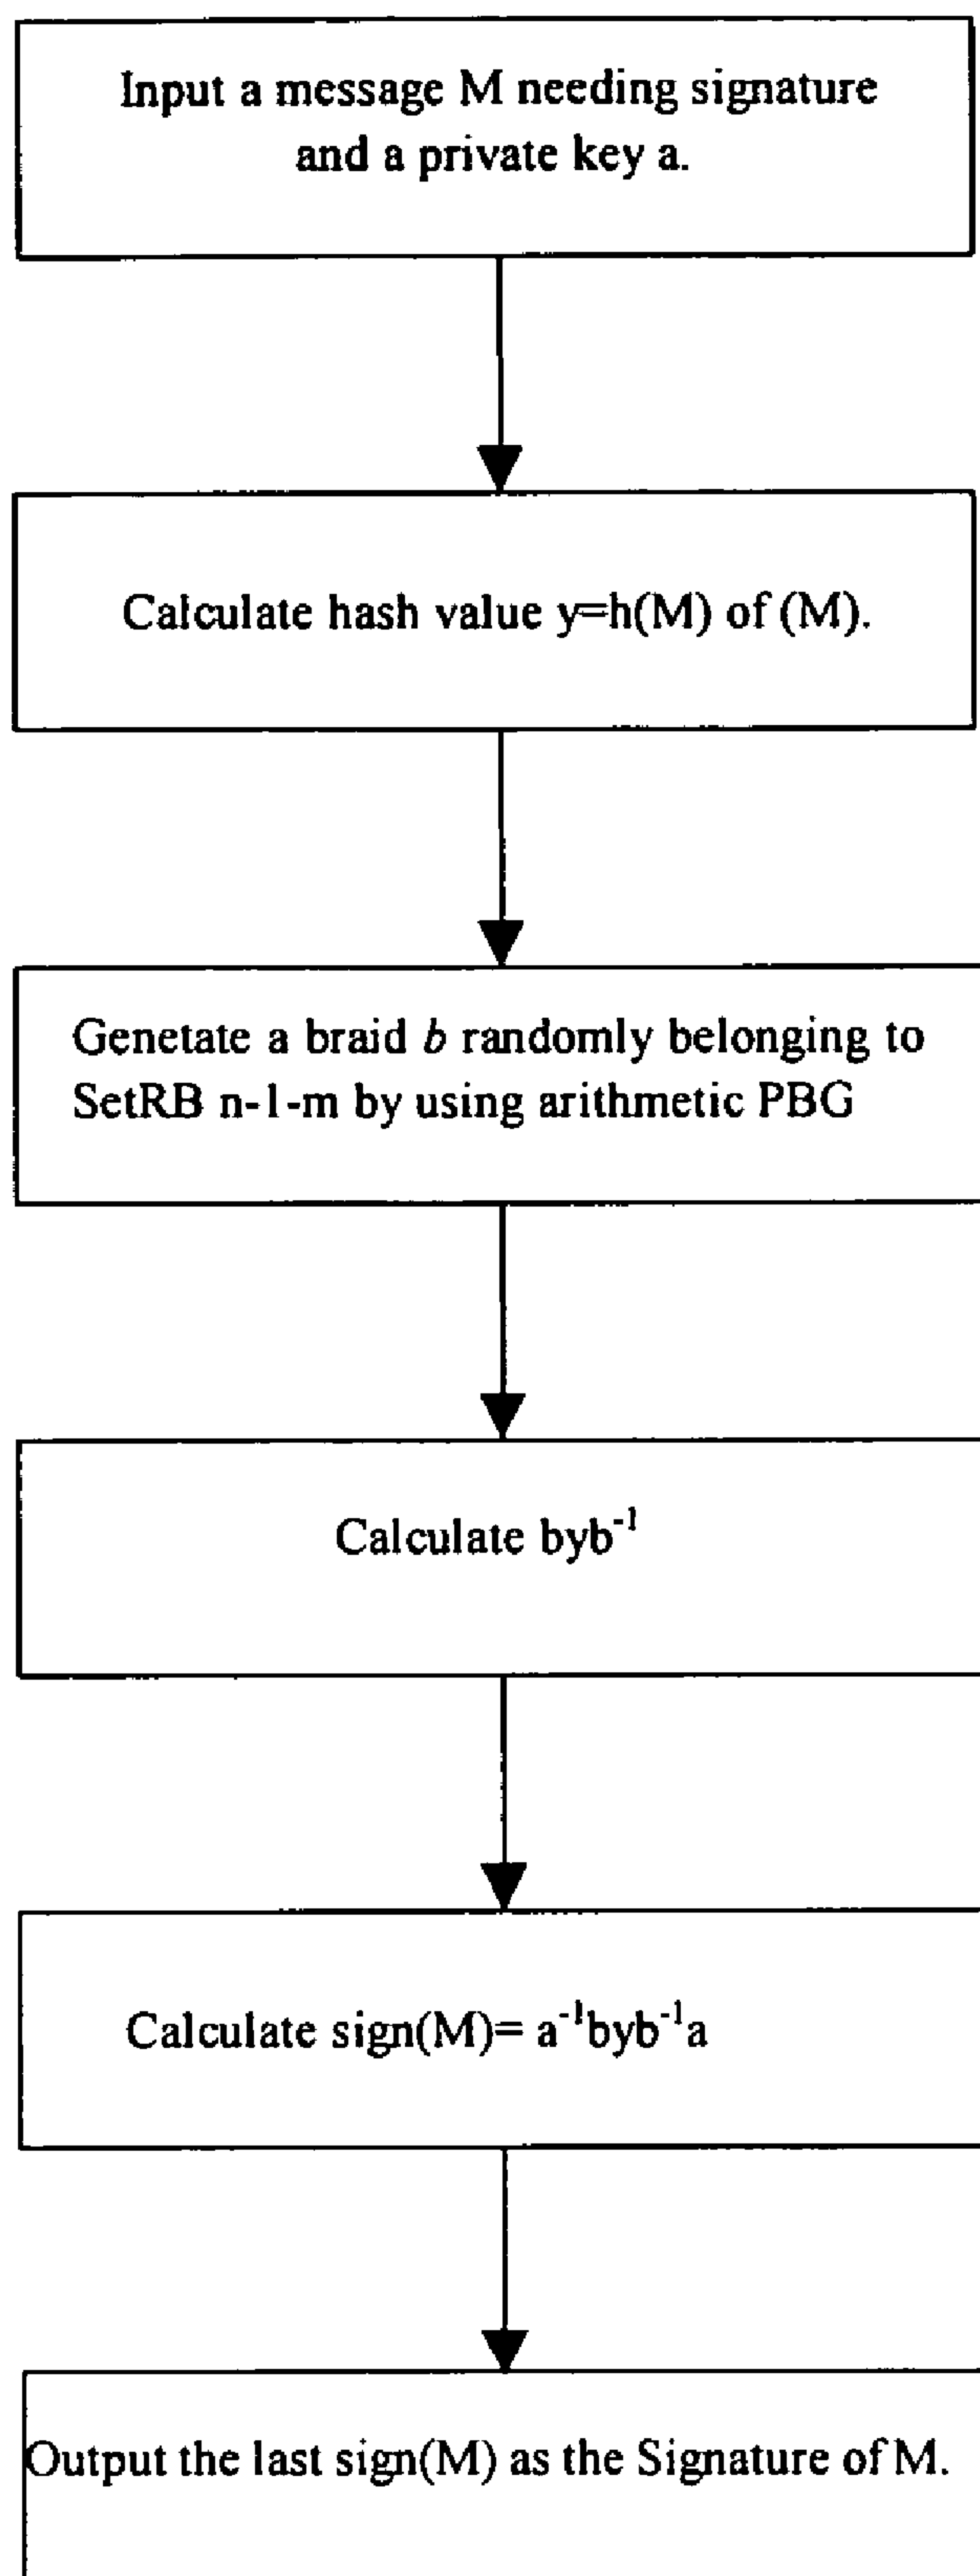 Input a message M needing signature
and a private key a.
Calculate hash value y=h(M) of (M).
Genetate a braid b randomly belonging to
SetRB n-1-m by using arithmetic PBG
Calculate byb⁻¹
Calculate sign(M)= a⁻¹byb⁻¹a
Output the last sign(M) as the Signature of M.